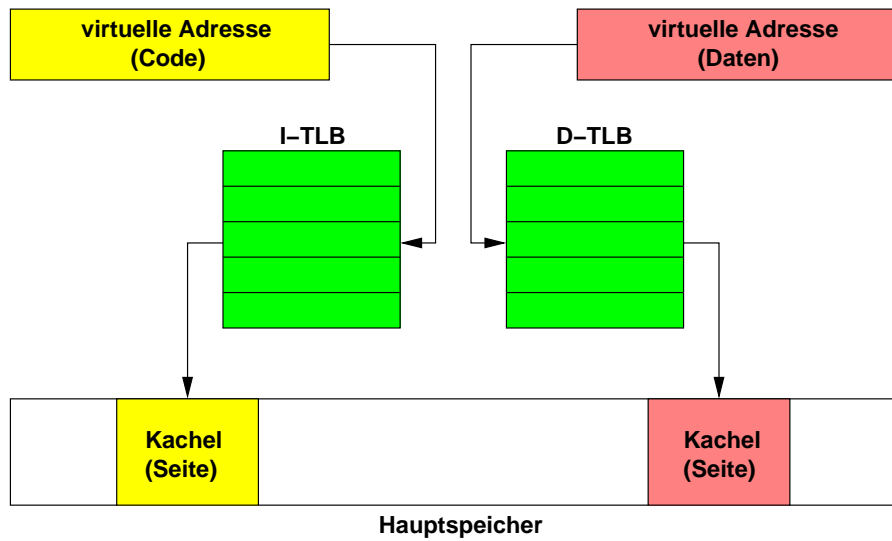 virtuelle Adresse
(Code)
virtuelle Adresse
(Daten)
I–TLB
D–TLB
Kachel
(Seite)
Kachel
(Seite)
Hauptspeicher